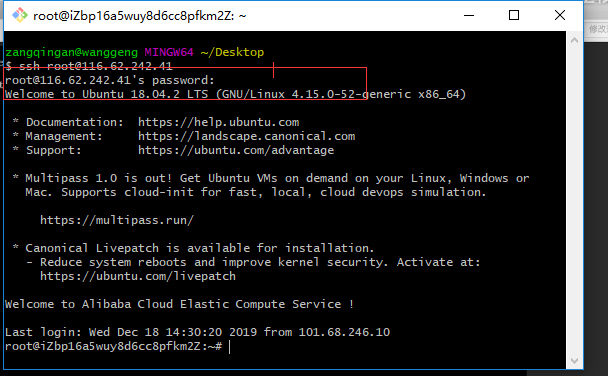 root@iZbp16a5wuy8d6cc8pfkm2Z: ~
zangqingan@wanggeng MINGW64 ~/Desktop
$ ssh root@116.62.242.41
root@116.62.242.41's password:
Welcome to Ubuntu 18.04.2 LTS (GNU/Linux 4.15.0-52-generic x86_64)
* Documentation:  https://help.ubuntu.com
* Management:     https://landscape.canonical.com
* Support:        https://ubuntu.com/advantage
* Multipass 1.0 is out! Get Ubuntu VMs on demand on your Linux, Windows or
Mac. Supports cloud-init for fast, local, cloud devops simulation.
https://multipass.run/
* Canonical Livepatch is available for installation.
- Reduce system reboots and improve kernel security. Activate at:
https://ubuntu.com/livepatch
Welcome to Alibaba Cloud Elastic Compute Service !
Last login: Wed Dec 18 14:30:20 2019 from 101.68.246.10
root@iZbp16a5wuy8d6cc8pfkm2Z:~#